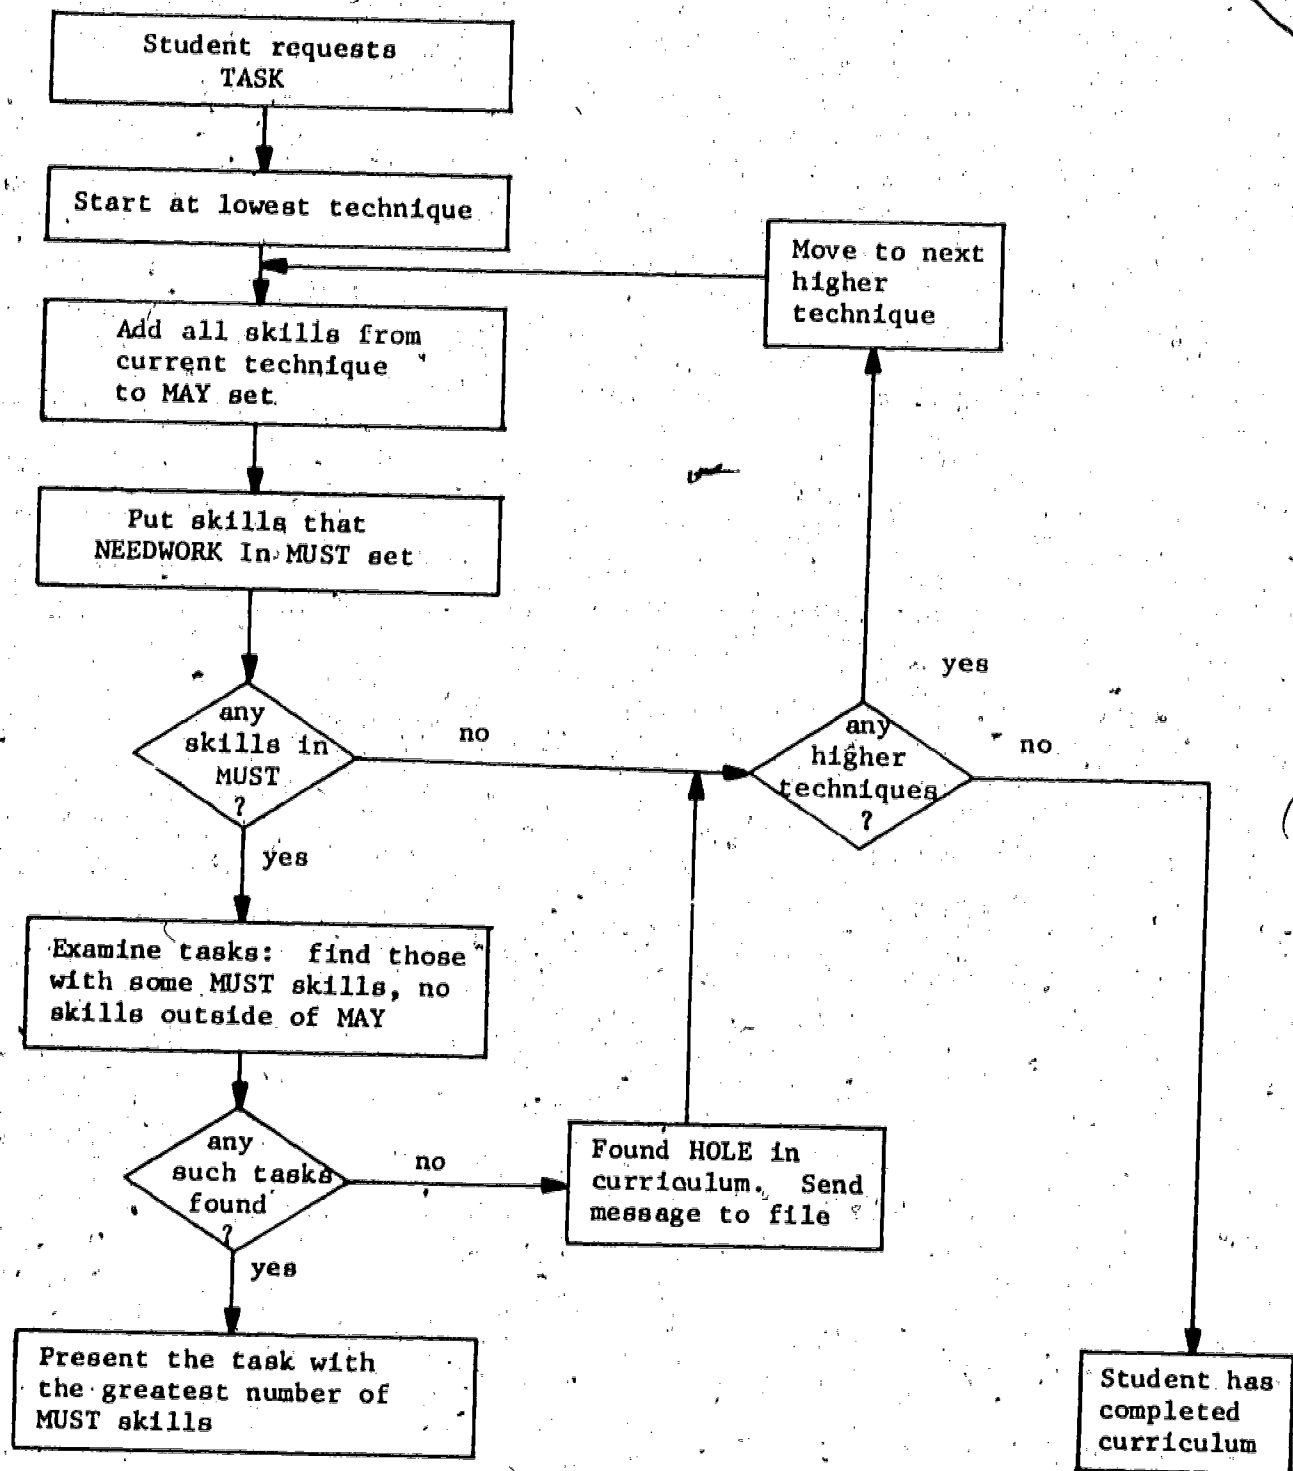 Student requests
TASK
Start at lowest technique
Move to next
higher
technique
Add all skills from
current technique
to MAY set
Put skills that
NEEDWORK In MUST set
yes
any
skills in
MUST
?
no
any
higher
techniques
?
no
yes
Examine tasks: find those
with some MUST skills, no
skills outside of MAY
any
such tasks
found
?
no
Found HOLE in
curriculum. Send
message to file
yes
Present the task with
the greatest number of
MUST skills
Student has
completed
curriculum